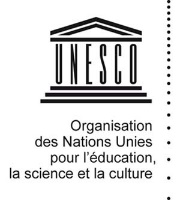 UNESCO
Organisation
des Nations Unies
pour l'éducation,
la science et la culture